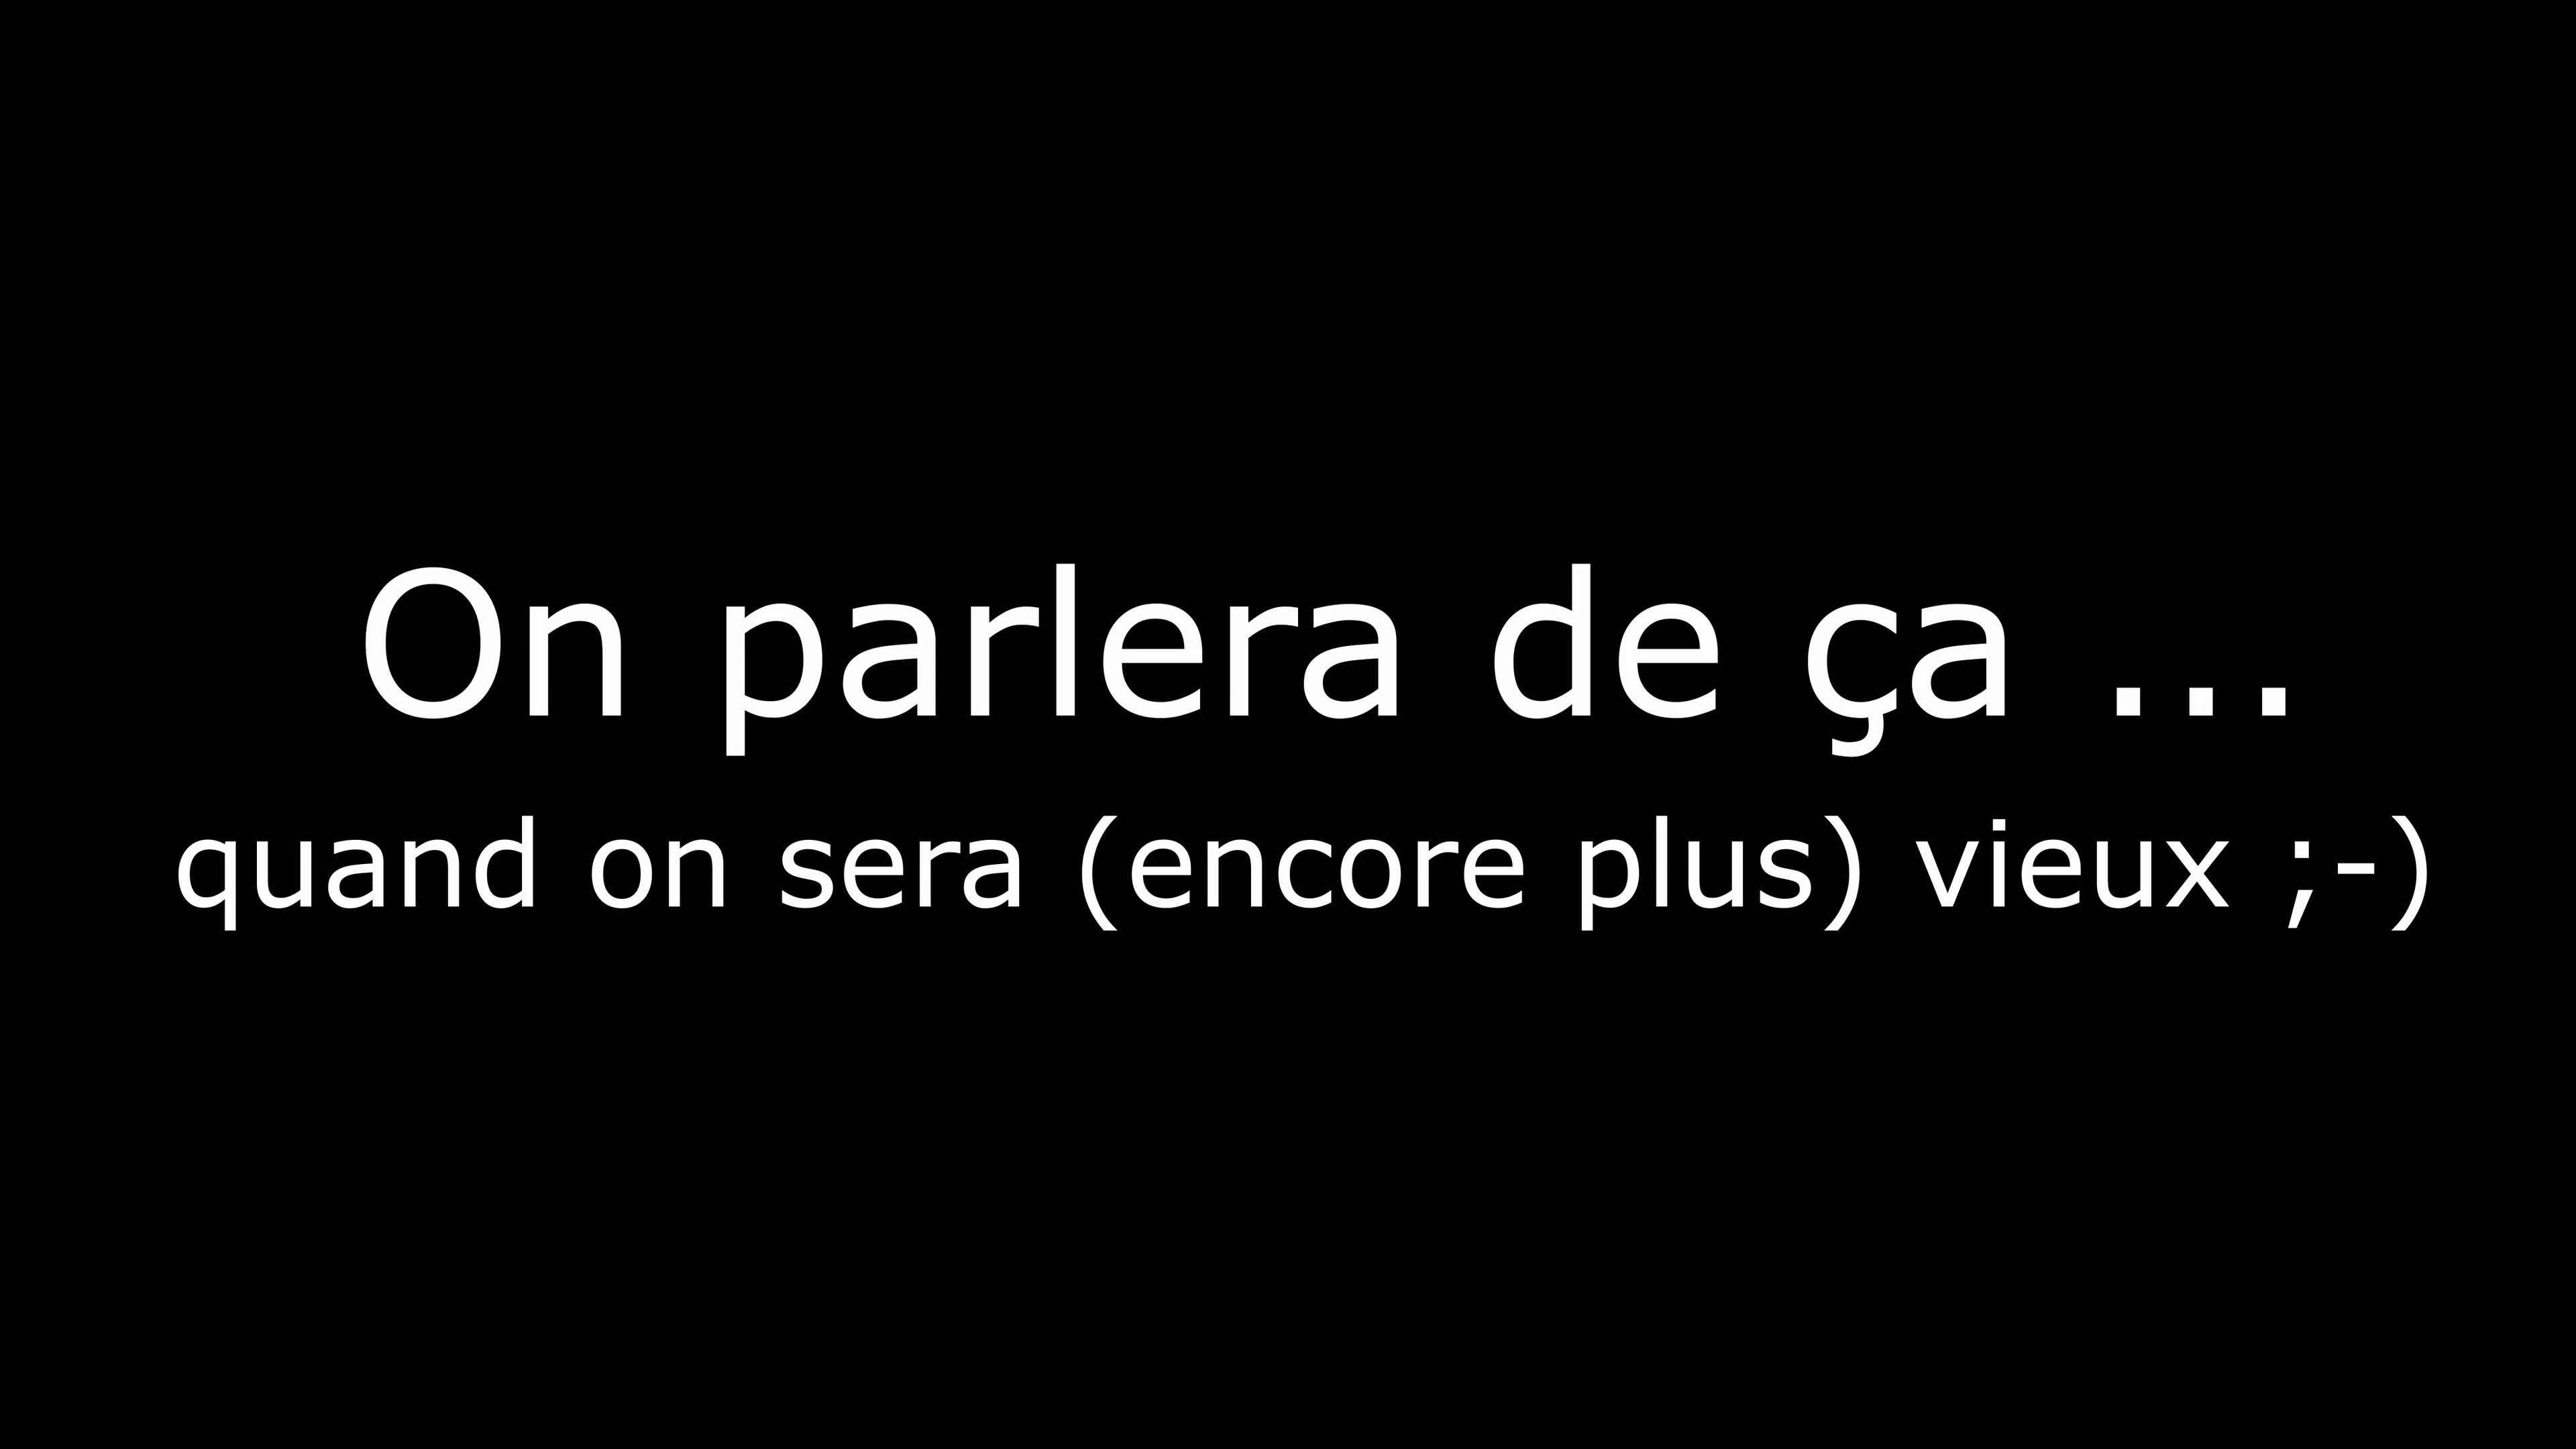 On parlera de ça ...
quand on sera (encore plus) vieux ;-)